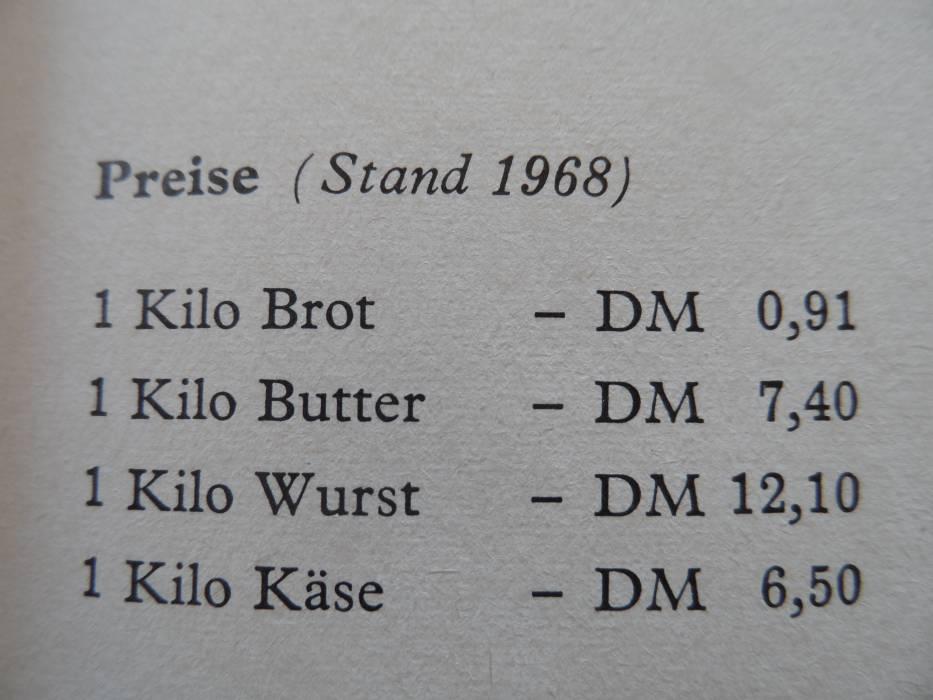 Preise (Stand 1968)
1 Kilo Brot – DM 0,91
1 Kilo Butter – DM 7,40
1 Kilo Wurst – DM 12,10
1 Kilo Käse – DM 6,50